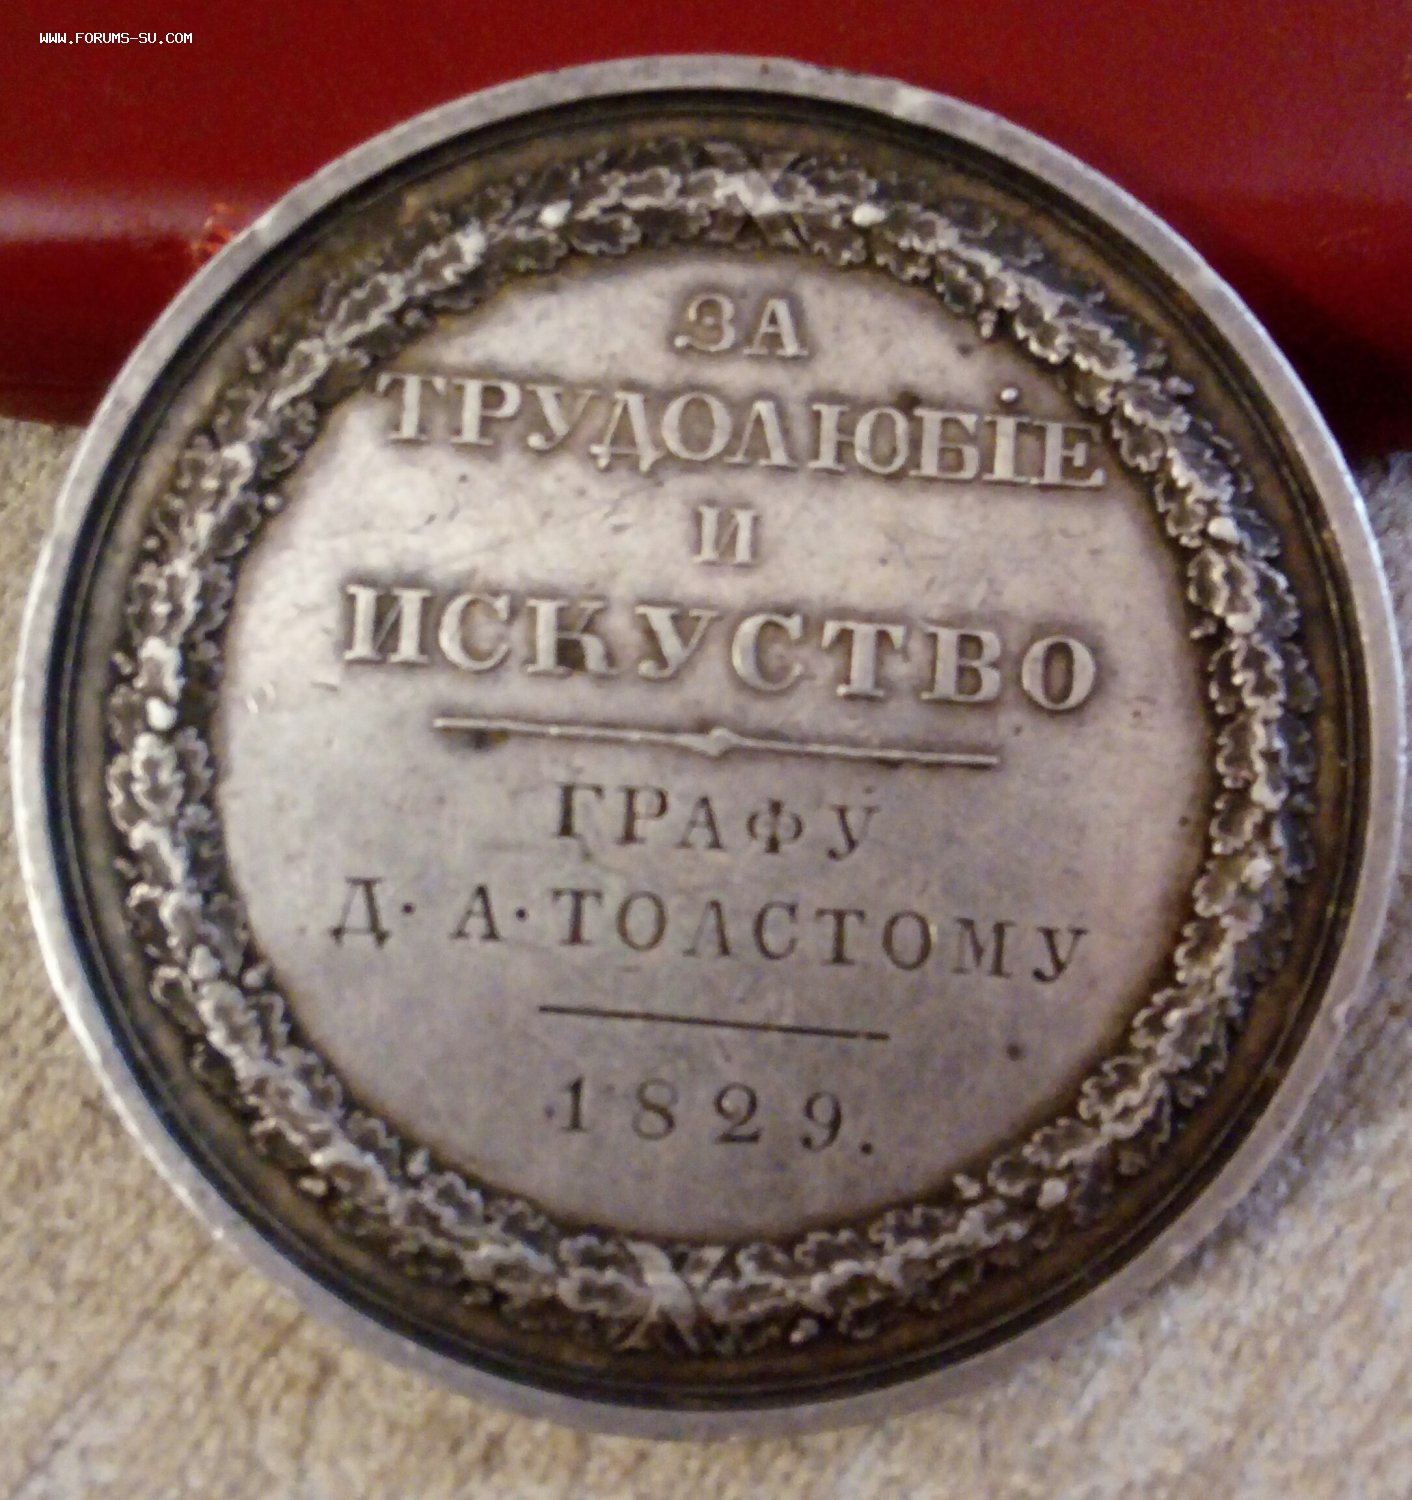 WWW.FORUMS-SU.COM
ЗА
ТРУДОЛЮБІЕ
И
ИСКУСТВО
ГРАФУ
Д. А. ТОЛСТОМУ
1829.